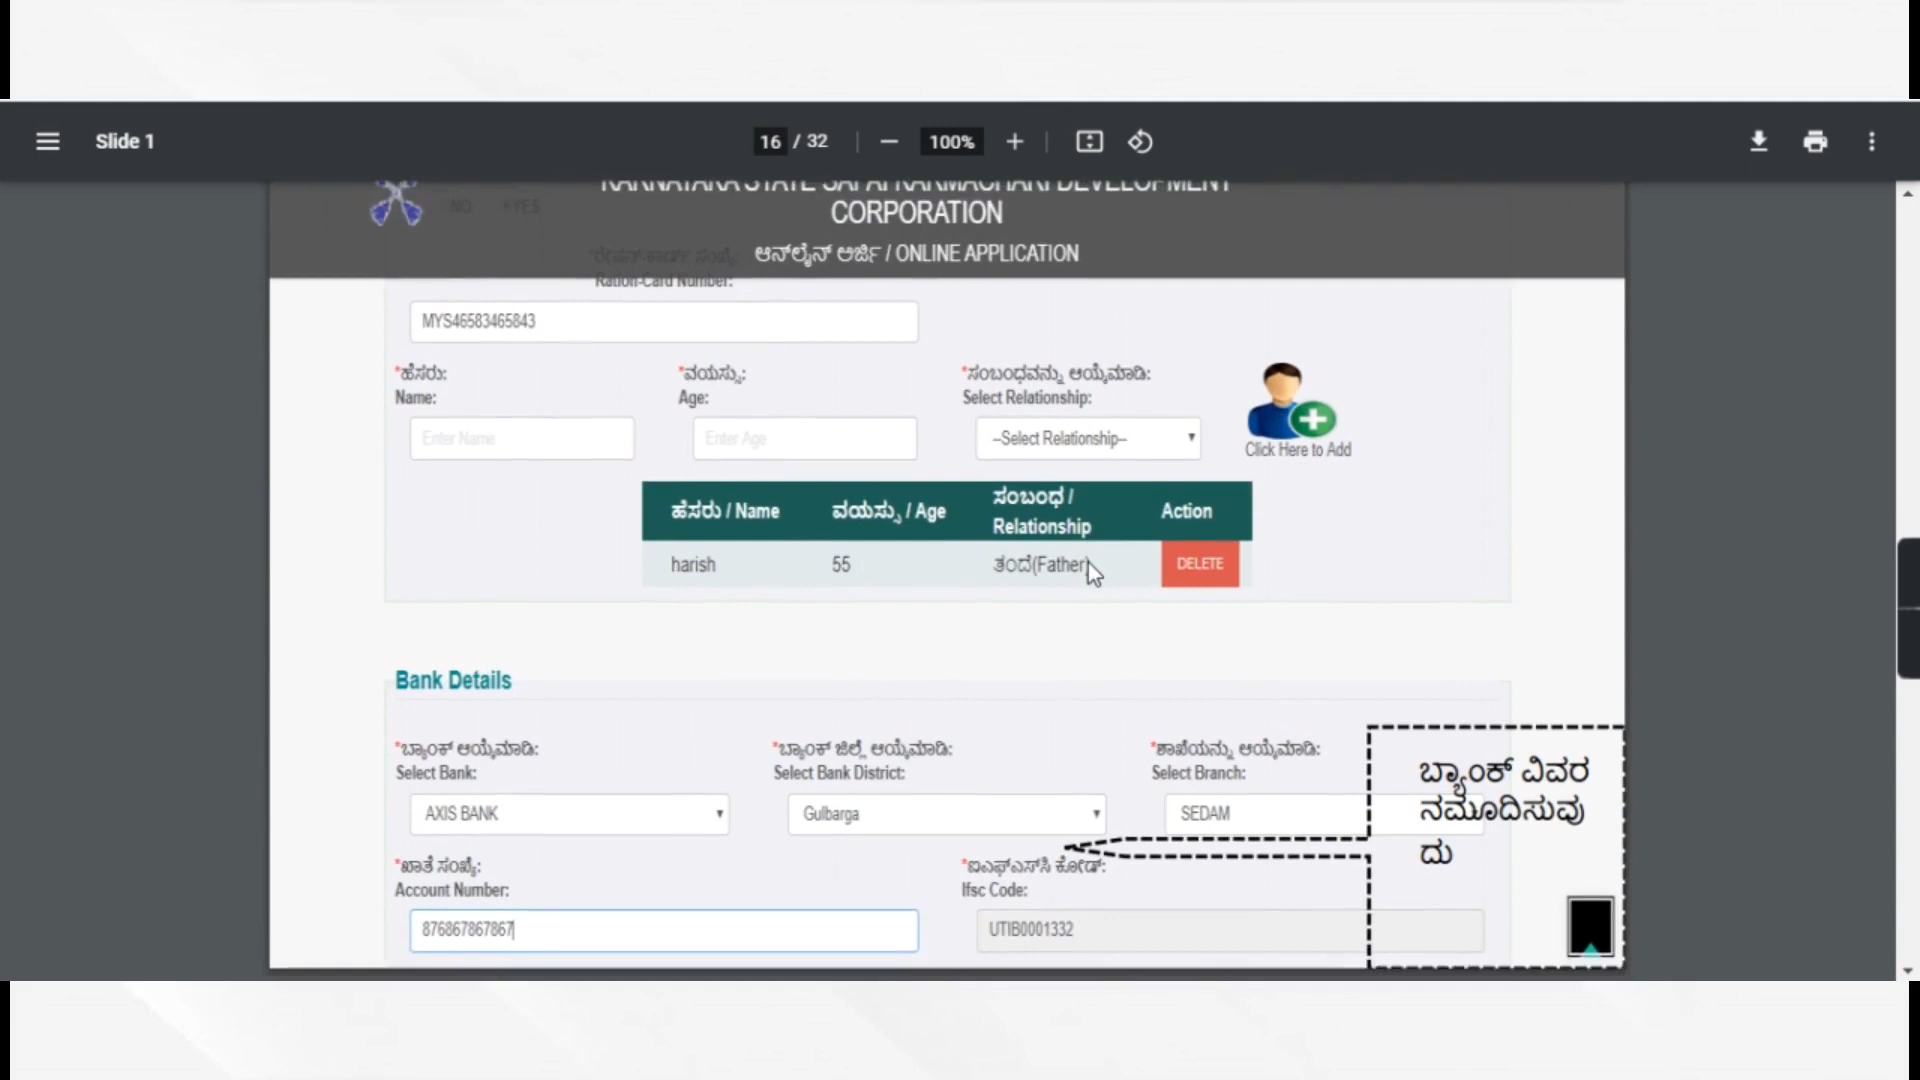 Slide 1
16 / 32
100%
NO YES
KARNATAKA STATE SAFAI KARMACHARI DEVELOPMENT
CORPORATION
ಆನ್‌ಲೈನ್ ಅರ್ಜಿ / ONLINE APPLICATION
*ರೇಷನ್-ಕಾರ್ಡ್ ಸಂಖ್ಯೆ:
Ration-Card Number:
MYS46583465843
*ಹೆಸರು:
Name:
Enter Name
*ವಯಸ್ಸು:
Age:
Enter Age
*ಸಂಬಂಧವನ್ನು ಆಯ್ಕೆಮಾಡಿ:
Select Relationship:
--Select Relationship--
Click Here to Add
ಹೆಸರು / Name
ವಯಸ್ಸು / Age
ಸಂಬಂಧ /
Relationship
Action
harish
55
ತಂದೆ(Father)
DELETE
Bank Details
*ಬ್ಯಾಂಕ್ ಆಯ್ಕೆಮಾಡಿ:
Select Bank:
AXIS BANK
*ಬ್ಯಾಂಕ್ ಜಿಲ್ಲೆ ಆಯ್ಕೆಮಾಡಿ:
Select Bank District:
Gulbarga
*ಶಾಖೆಯನ್ನು ಆಯ್ಕೆಮಾಡಿ:
Select Branch:
SEDAM
ಬ್ಯಾಂಕ್ ವಿವರ
ನಮೂದಿಸುವು
ದು
*ಖಾತೆ ಸಂಖ್ಯೆ:
Account Number:
876867867867
*ಐಎಫ್‌ಎಸ್‌ಸಿ ಕೋಡ್:
Ifsc Code:
UTIB0001332